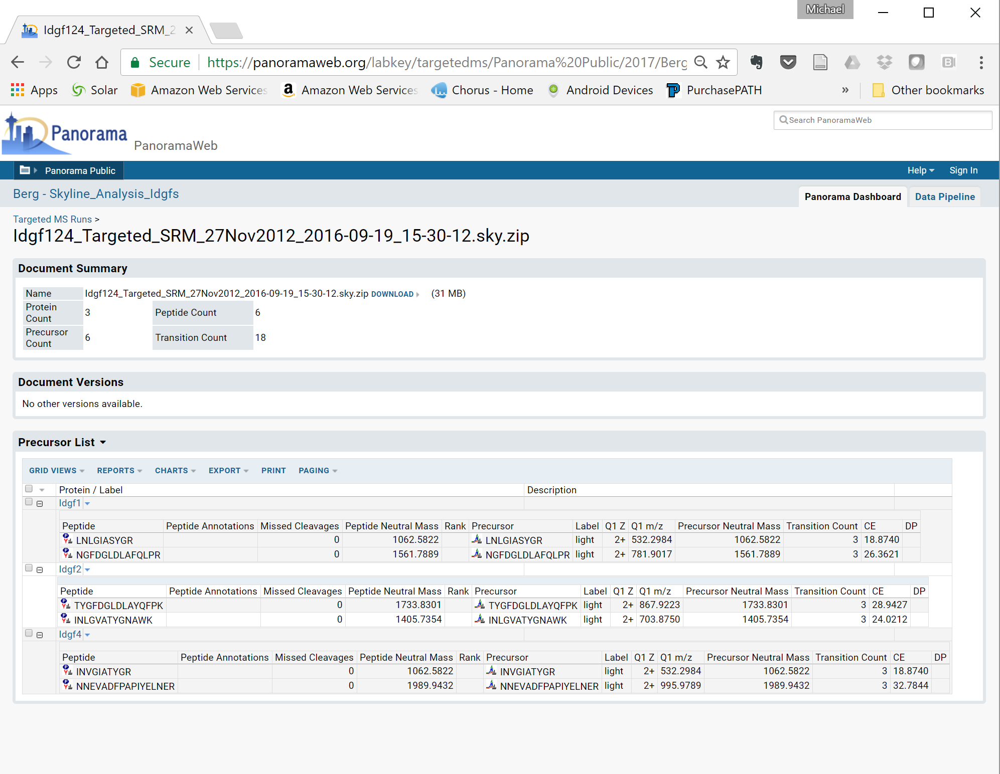 Michael
Idgf124_Targeted_SRM_2
Secure https://panoramaweb.org/labkey/targetedms/Panorama%20Public/2017/Berg
Apps Solar Amazon Web Services Amazon Web Services Chorus - Home Android Devices PurchasePATH » Other bookmarks
Panorama PanoramaWeb Search PanoramaWeb
Panorama Public Help Sign In
Berg - Skyline_Analysis_Idgfs Panorama Dashboard Data Pipeline
Targeted MS Runs >
Idgf124_Targeted_SRM_27Nov2012_2016-09-19_15-30-12.sky.zip
Document Summary
Name Idgf124_Targeted_SRM_27Nov2012_2016-09-19_15-30-12.sky.zip DOWNLOAD (31 MB)
Protein Count 3 Peptide Count 6
Precursor Count 6 Transition Count 18
Document Versions
No other versions available.
Precursor List
GRID VIEWS REPORTS CHARTS EXPORT PRINT PAGING
Protein / Label Description
Idgf1
Peptide Peptide Annotations Missed Cleavages Peptide Neutral Mass Rank Precursor Label Q1 Z Q1 m/z Precursor Neutral Mass Transition Count CE DP
LNLGIASYGR 0 1062.5822 LNLGIASYGR light 2+ 532.2984 1062.5822 3 18.8740
NGFDGLDLAFQLPR 0 1561.7889 NGFDGLDLAFQLPR light 2+ 781.9017 1561.7889 3 26.3621
Idgf2
Peptide Peptide Annotations Missed Cleavages Peptide Neutral Mass Rank Precursor Label Q1 Z Q1 m/z Precursor Neutral Mass Transition Count CE DP
TYGFDGLDLAYQFPK 0 1733.8301 TYGFDGLDLAYQFPK light 2+ 867.9223 1733.8301 3 28.9427
INLGVATYGNAWK 0 1405.7354 INLGVATYGNAWK light 2+ 703.8750 1405.7354 3 24.0212
Idgf4
Peptide Peptide Annotations Missed Cleavages Peptide Neutral Mass Rank Precursor Label Q1 Z Q1 m/z Precursor Neutral Mass Transition Count CE DP
INVGIATYGR 0 1062.5822 INVGIATYGR light 2+ 532.2984 1062.5822 3 18.8740
NNEVADFPAPIYELNER 0 1989.9432 NNEVADFPAPIYELNER light 2+ 995.9789 1989.9432 3 32.7844